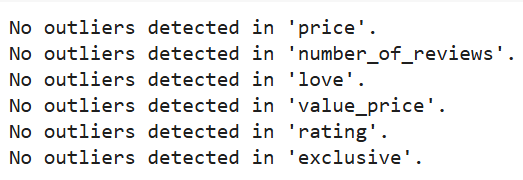 No outliers detected in 'price'.
No outliers detected in 'number_of_reviews'.
No outliers detected in 'love'.
No outliers detected in 'value_price'.
No outliers detected in 'rating'.
No outliers detected in 'exclusive'.